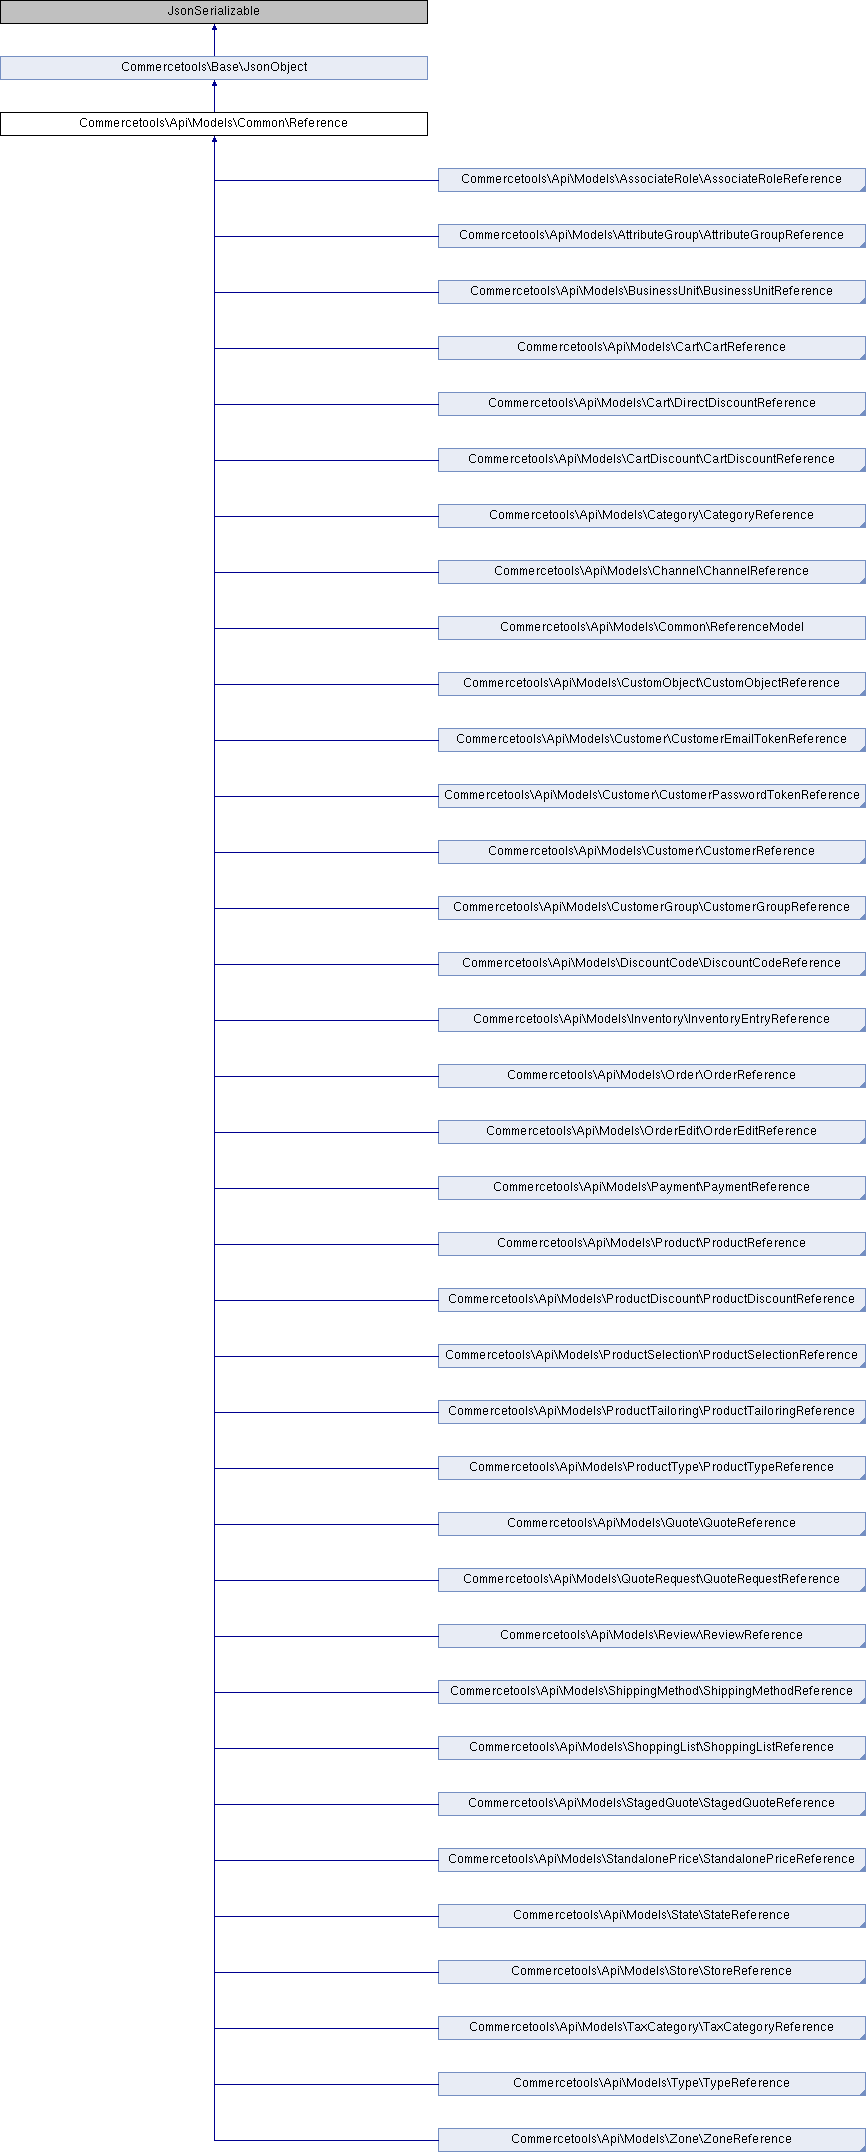 JsonSerializable
Commercetools\Base\JsonObject
Commercetools\Api\Models\Common\Reference
Commercetools\Api\Models\AssociateRole\AssociateRoleReference
Commercetools\Api\Models\AttributeGroup\AttributeGroupReference
Commercetools\Api\Models\BusinessUnit\BusinessUnitReference
Commercetools\Api\Models\Cart\CartReference
Commercetools\Api\Models\Cart\DirectDiscountReference
Commercetools\Api\Models\CartDiscount\CartDiscountReference
Commercetools\Api\Models\Category\CategoryReference
Commercetools\Api\Models\Channel\ChannelReference
Commercetools\Api\Models\Common\ReferenceModel
Commercetools\Api\Models\CustomObject\CustomObjectReference
Commercetools\Api\Models\Customer\CustomerEmailTokenReference
Commercetools\Api\Models\Customer\CustomerPasswordTokenReference
Commercetools\Api\Models\Customer\CustomerReference
Commercetools\Api\Models\CustomerGroup\CustomerGroupReference
Commercetools\Api\Models\DiscountCode\DiscountCodeReference
Commercetools\Api\Models\Inventory\InventoryEntryReference
Commercetools\Api\Models\Order\OrderReference
Commercetools\Api\Models\OrderEdit\OrderEditReference
Commercetools\Api\Models\Payment\PaymentReference
Commercetools\Api\Models\Product\ProductReference
Commercetools\Api\Models\ProductDiscount\ProductDiscountReference
Commercetools\Api\Models\ProductSelection\ProductSelectionReference
Commercetools\Api\Models\ProductTailoring\ProductTailoringReference
Commercetools\Api\Models\ProductType\ProductTypeReference
Commercetools\Api\Models\Quote\QuoteReference
Commercetools\Api\Models\QuoteRequest\QuoteRequestReference
Commercetools\Api\Models\Review\ReviewReference
Commercetools\Api\Models\ShippingMethod\ShippingMethodReference
Commercetools\Api\Models\ShoppingList\ShoppingListReference
Commercetools\Api\Models\StagedQuote\StagedQuoteReference
Commercetools\Api\Models\StandalonePrice\StandalonePriceReference
Commercetools\Api\Models\State\StateReference
Commercetools\Api\Models\Store\StoreReference
Commercetools\Api\Models\TaxCategory\TaxCategoryReference
Commercetools\Api\Models\Type\TypeReference
Commercetools\Api\Models\Zone\ZoneReference